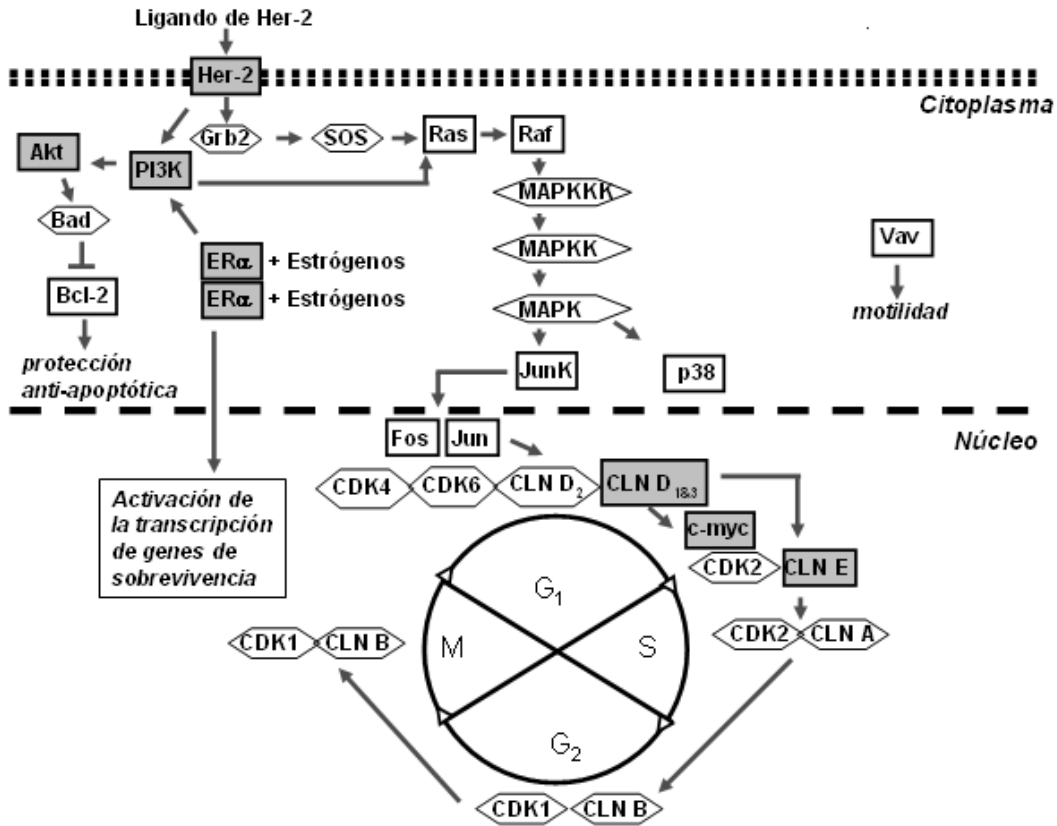 Ligando de Her-2
Her-2
Citoplasma
Grb2
SOS
Ras
Raf
Akt
PI3K
MAPKKK
Bad
Vav
MAPKK
ERα + Estrógenos
ERα + Estrógenos
Bcl-2
MAPK
motilidad
protección
anti-apoptótica
JunK
p38
Fos
Jun
Núcleo
CDK4
CDK6
CLN D2
CLN D1&3
Activación de
la transcripción
de genes de
sobrevivencia
c-myc
CDK2
CLN E
G1
CDK1
CLN B
M
S
CDK2
CLN A
G2
CDK1
CLN B